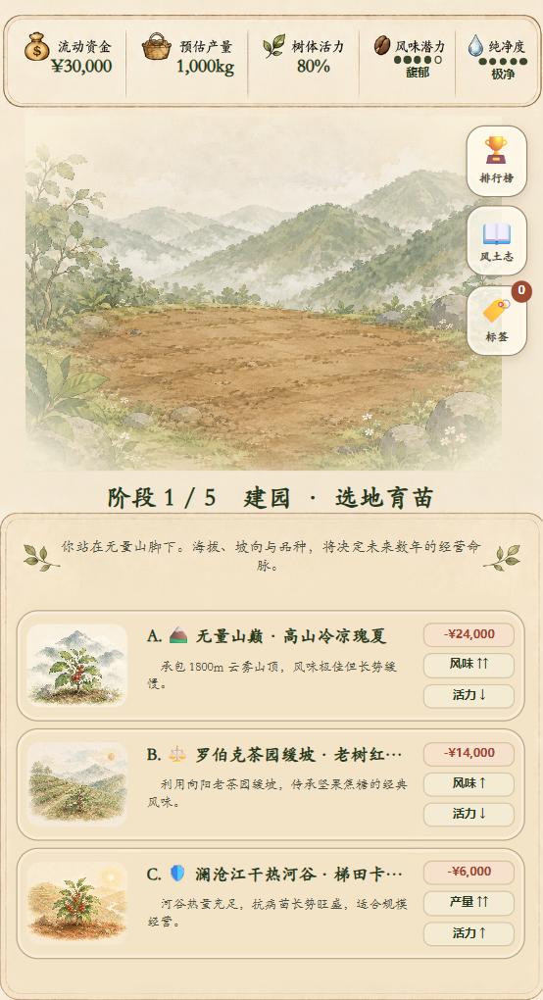 流动资金
¥30,000
预估产量
1,000kg
树体活力
80%
风味潜力
馥郁
纯净度
极净
排行榜
风土志
0
标签
阶段 1 / 5 建园 · 选地育苗
你站在无量山脚下。海拔、坡向与品种，将决定未来数年的经营命
脉。
A. 无量山巅 · 高山冷凉瑰夏
承包 1800m 云雾山顶，风味极佳但长势缓
慢。
-¥24,000
风味 ↑↑
活力 ↓
B. 罗伯克茶园缓坡 · 老树红…
利用向阳老茶园缓坡，传承坚果焦糖的经典
风味。
-¥14,000
风味 ↑
活力 ↓
C. 澜沧江干热河谷 · 梯田卡…
河谷热量充足，抗病苗长势旺盛，适合规模
经营。
-¥6,000
产量 ↑↑
活力 ↑